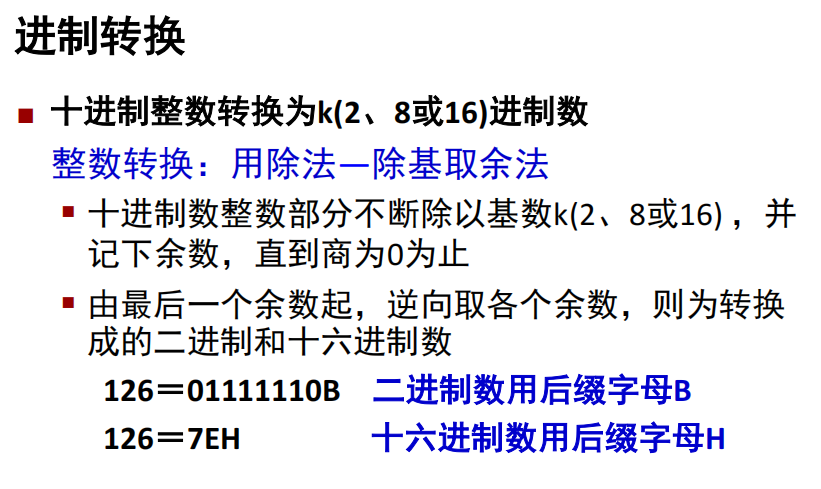 进制转换
十进制整数转换为k(2、8或16)进制数
整数转换：用除法—除基取余法
十进制数整数部分不断除以基数k(2、8或16) ，并
记下余数，直到商为0为止
由最后一个余数起，逆向取各个余数，则为转换
成的二进制和十六进制数
126＝01111110B 二进制数用后缀字母B
126＝7EH 十六进制数用后缀字母H